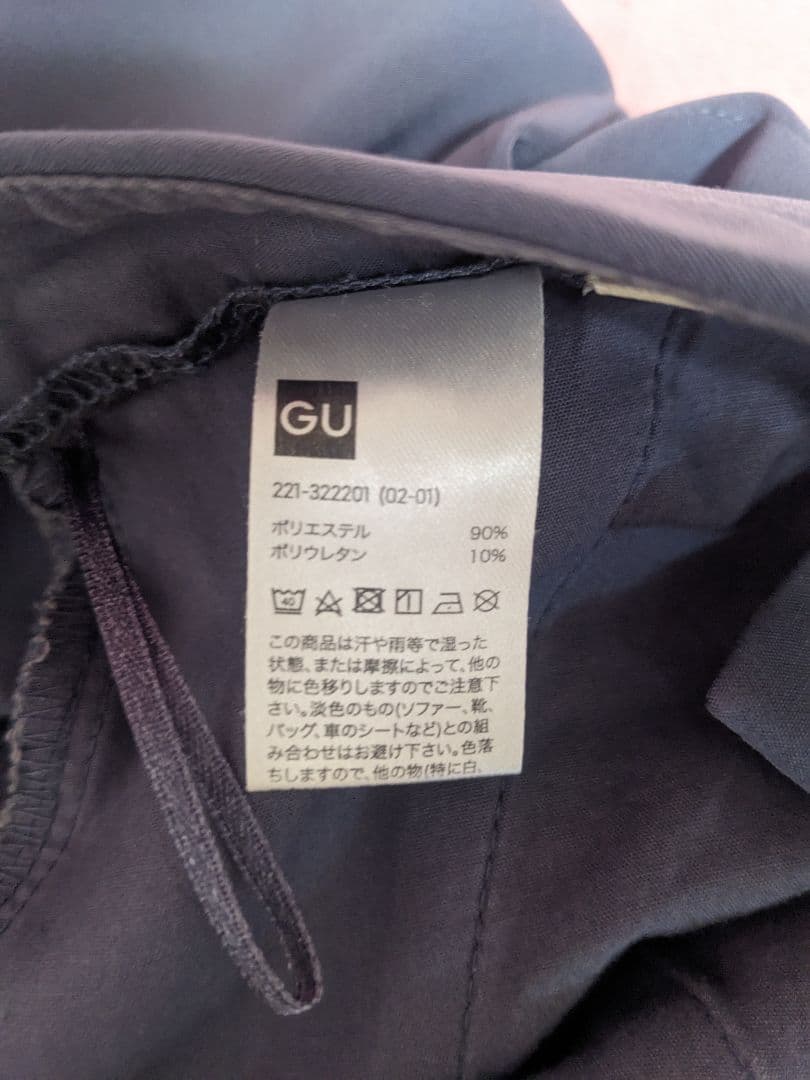 GU
221-322201 (02-01)
ポリエステル 90%
ポリウレタン 10%
40
この商品は汗や雨等で湿った
状態、または摩擦によって、他の
物に色移りしますのでご注意下
さい。淡色のもの(ソファー、靴、
バッグ、車のシートなど)との組
み合わせはお避け下さい。色落
ちしますので、他の物(特に白、